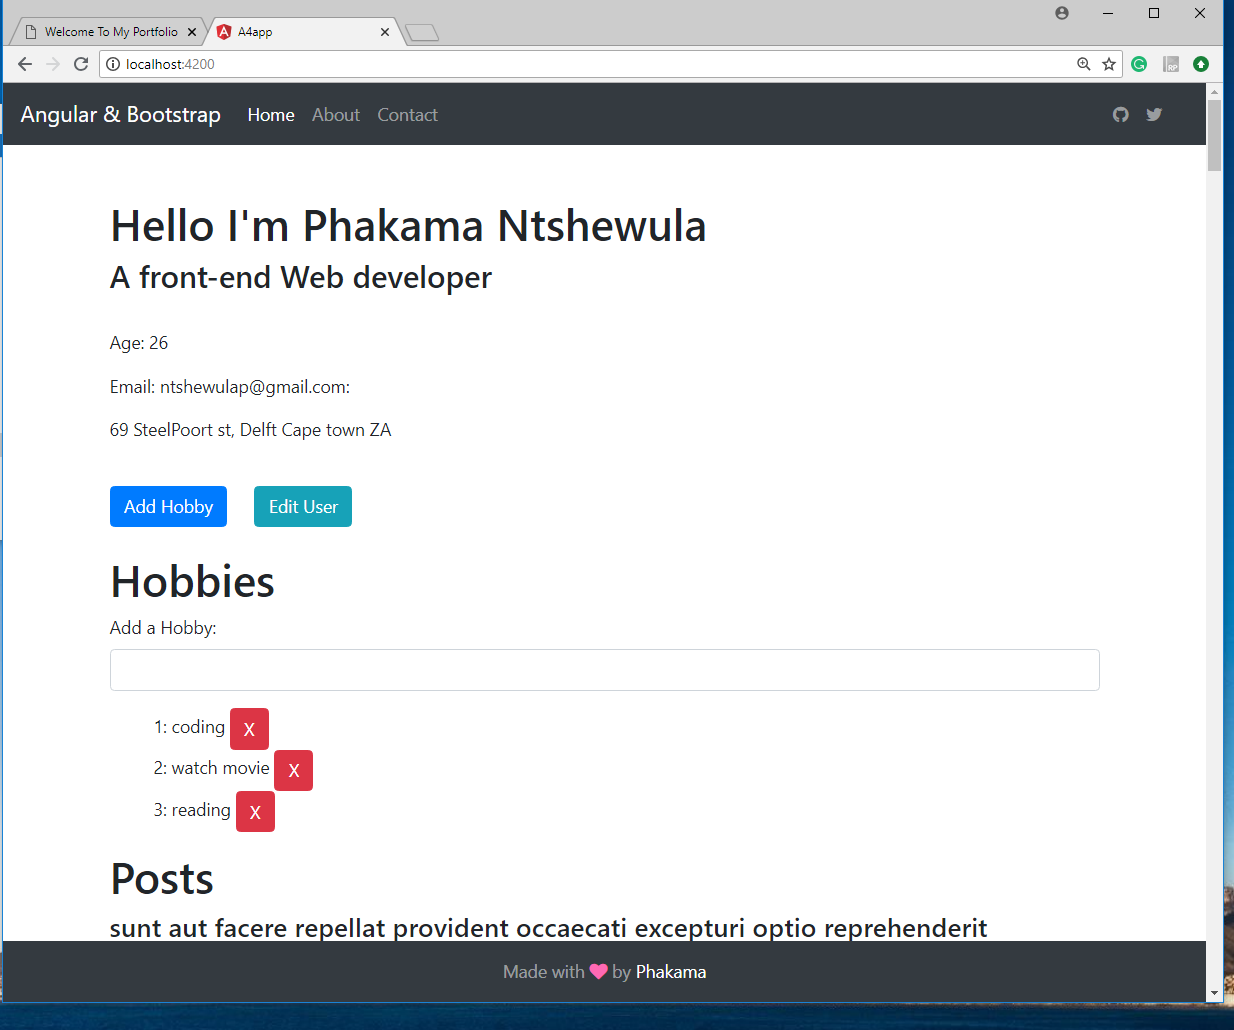 Welcome To My Portfolio
A4app
localhost:4200
Angular & Bootstrap Home About Contact
Hello I'm Phakama Ntshewula
A front-end Web developer
Age: 26
Email: ntshewulap@gmail.com:
69 SteelPoort st, Delft Cape town ZA
Add Hobby Edit User
Hobbies
Add a Hobby:
1: coding X
2: watch movie X
3: reading X
Posts
sunt aut facere repellat provident occaecati excepturi optio reprehenderit
Made with by Phakama